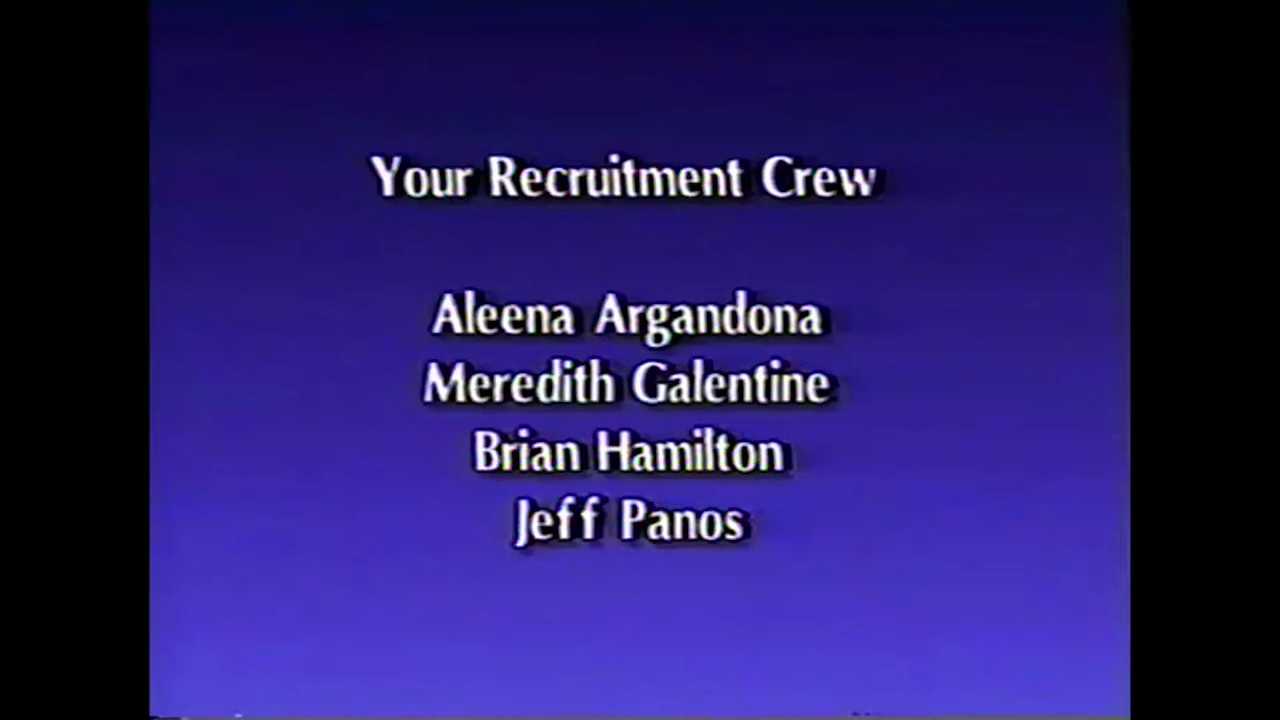 Your Recruitment Crew
Aleena Argandona
Meredith Galentine
Brian Hamilton
Jeff Panos